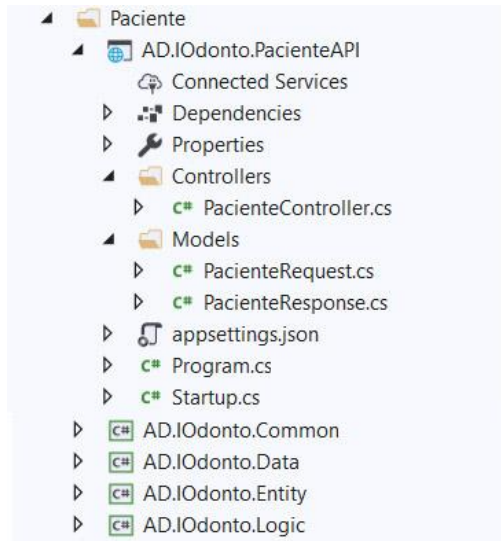 Paciente
AD.IOdonto.PacienteAPI
Connected Services
Dependencies
Properties
Controllers
C# PacienteController.cs
Models
C# PacienteRequest.cs
C# PacienteResponse.cs
appsettings.json
C# Program.cs
C# Startup.cs
C# AD.IOdonto.Common
C# AD.IOdonto.Data
C# AD.IOdonto.Entity
C# AD.IOdonto.Logic